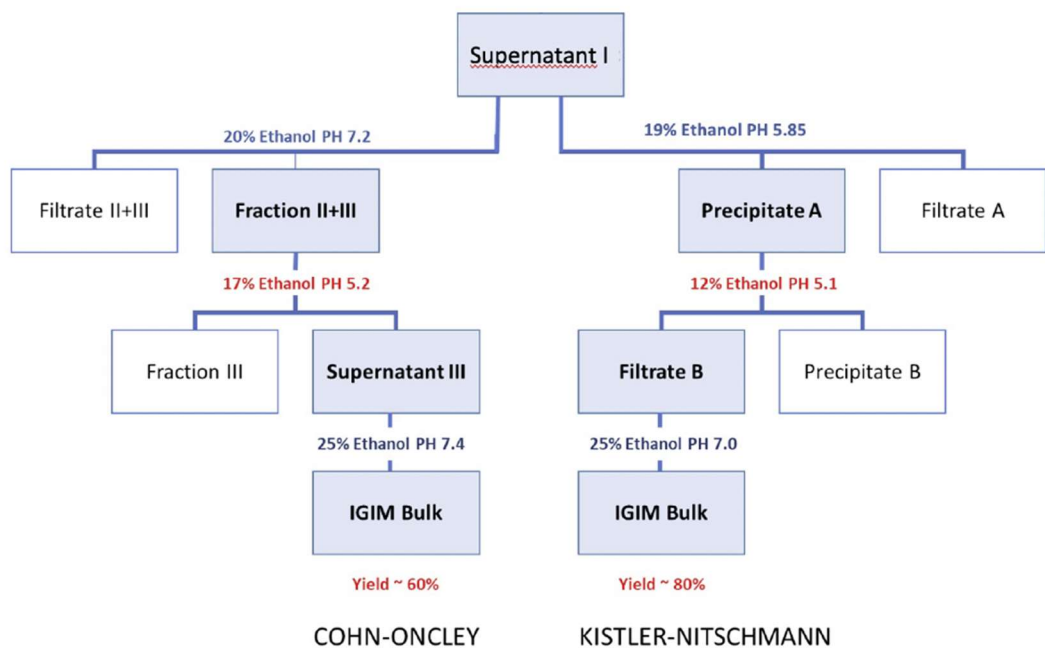 Supernatant I
20% Ethanol PH 7.2
19% Ethanol PH 5.85
Filtrate II+III
Fraction II+III
Precipitate A
Filtrate A
17% Ethanol PH 5.2
12% Ethanol PH 5.1
Fraction III
Supernatant III
Filtrate B
Precipitate B
25% Ethanol PH 7.4
25% Ethanol PH 7.0
IGIM Bulk
IGIM Bulk
Yield ~ 60%
Yield ~ 80%
COHN-ONCLEY
KISTLER-NITSCHMANN